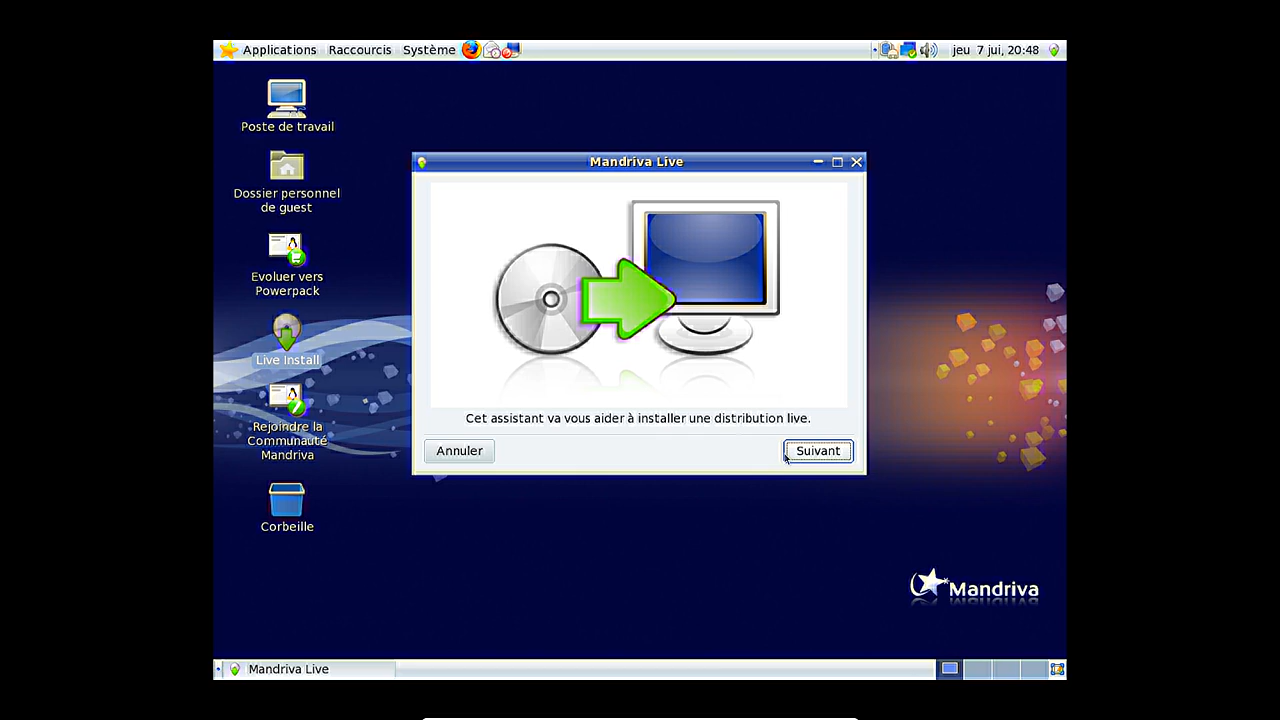 Applications Raccourcis Système jeu 7 jui, 20:48
Poste de travail
Dossier personnel
de guest
Evoluer vers
Powerpack
Live Install
Rejoindre la
Communauté
Mandriva
Corbeille
Mandriva Live
Cet assistant va vous aider à installer une distribution live.
Annuler Suivant
Mandriva
Mandriva Live